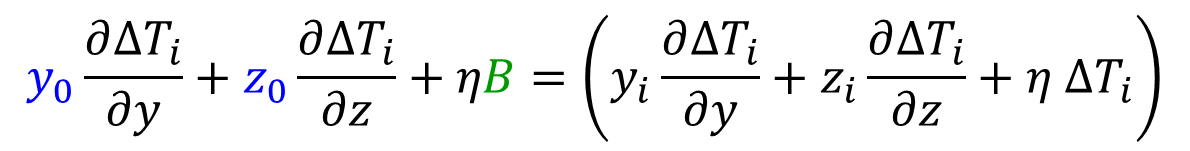 y₀ ∂ΔTᵢ/∂y + z₀ ∂ΔTᵢ/∂z + ηB = (yᵢ ∂ΔTᵢ/∂y + zᵢ ∂ΔTᵢ/∂z + η ΔTᵢ)